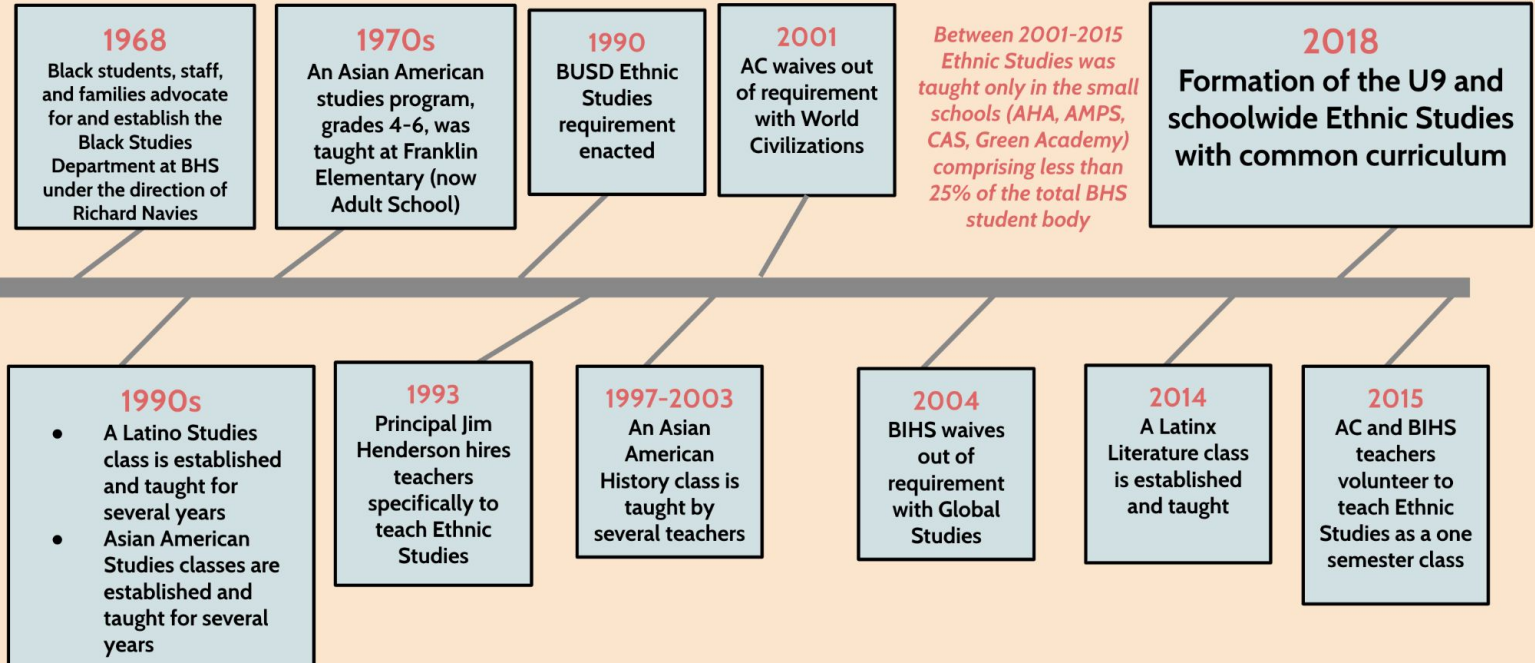 1968
Black students, staff,
and families advocate
for and establish the
Black Studies
Department at BHS
under the direction of
Richard Navies
1970s
An Asian American
studies program,
grades 4-6, was
taught at Franklin
Elementary (now
Adult School)
1990
BUSD Ethnic
Studies
requirement
enacted
2001
AC waives out
of requirement
with World
Civilizations
Between 2001-2015
Ethnic Studies was
taught only in the small
schools (AHA, AMPS,
CAS, Green Academy)
comprising less than
25% of the total BHS
student body
2018
Formation of the U9 and
schoolwide Ethnic Studies
with common curriculum
1990s
● A Latino Studies
class is established
and taught for
several years
● Asian American
Studies classes are
established and
taught for several
years
1993
Principal Jim
Henderson hires
teachers
specifically to
teach Ethnic
Studies
1997-2003
An Asian
American
History class is
taught by
several teachers
2004
BIHS waives
out of
requirement
with Global
Studies
2014
A Latinx
Literature class
is established
and taught
2015
AC and BIHS
teachers
volunteer to
teach Ethnic
Studies as a one
semester class